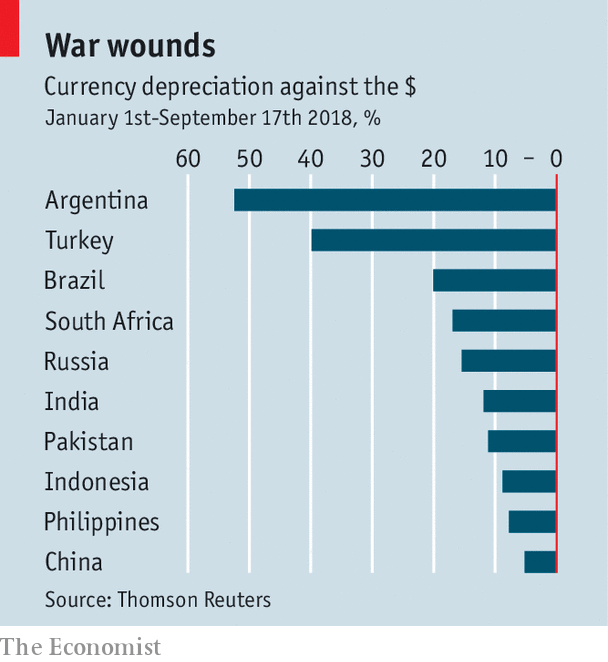 War wounds
Currency depreciation against the $
January 1st-September 17th 2018, %
60 50 40 30 20 10 – 0
Argentina
Turkey
Brazil
South Africa
Russia
India
Pakistan
Indonesia
Philippines
China
Source: Thomson Reuters
The Economist